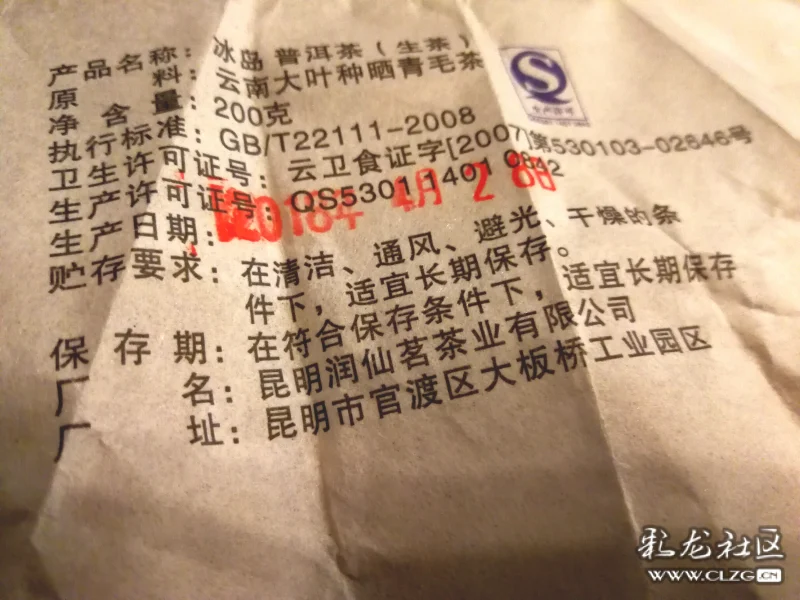 产品名称：冰岛 普洱茶（生茶）
原料：云南大叶种晒青毛茶
净含量：200克
执行标准：GB/T22111-2008
卫生许可证号：云卫食证字[2007]第530103-02846号
生产许可证号：QS5301 1401 0842
生产日期：2018年 4月 2 8日
贮存要求：在清洁、通风、避光、干燥的条
件下，适宜长期保存。
保存期：在符合保存条件下，适宜长期保存
厂名：昆明润仙茗茶业有限公司
厂址：昆明市官渡区大板桥工业园区
生产许可
彩龙社区
WWW.CLZG.CN